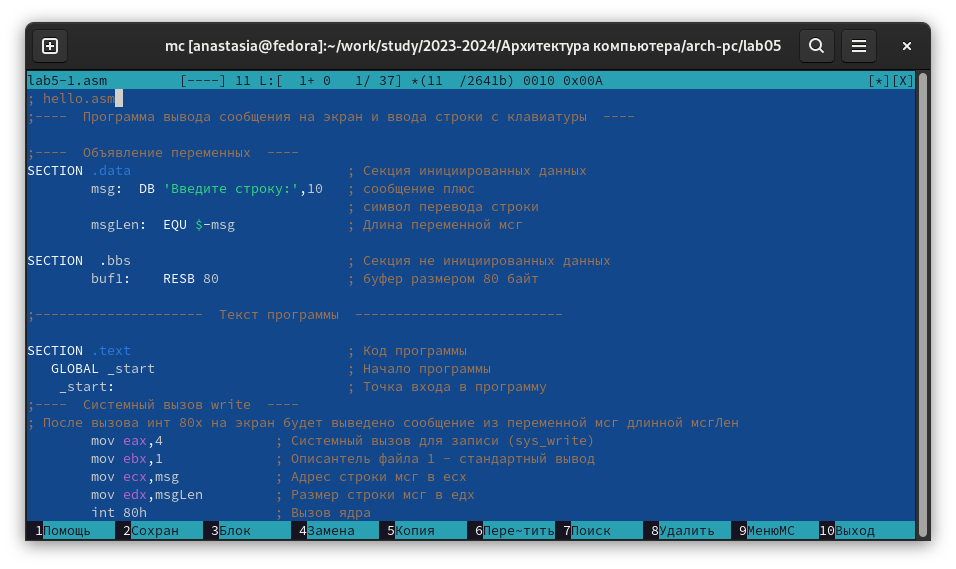 mc [anastasia@fedora]:~/work/study/2023-2024/Архитектура компьютера/arch-pc/lab05
lab5-1.asm         [----] 11 L:[  1+ 0   1/ 37] *(11  /2641b) 0010 0x00A                                 [*][X]
; hello.asm
;----  Программа вывода сообщения на экран и ввода строки с клавиатуры  ----
;----  Объявление переменных  ----
SECTION .data                           ; Секция инициированных данных
        msg:  DB 'Введите строку:',10   ; сообщение плюс
                                        ; символ перевода строки
        msgLen:  EQU $-msg              ; Длина переменной мсг
SECTION  .bbs                           ; Секция не инициированных данных
        buf1:    RESB 80                ; буфер размером 80 байт
;---------------------  Текст программы  --------------------------
SECTION .text                           ; Код программы
   GLOBAL _start                        ; Начало программы
    _start:                             ; Точка входа в программу
;----  Системный вызов write  ----
; После вызова инт 80х на экран будет выведено сообщение из переменной мсг длинной мсгЛен
        mov eax,4              ; Системный вызов для записи (sys_write)
        mov ebx,1              ; Описантель файла 1 - стандартный вывод
        mov ecx,msg            ; Адрес строки мсг в есх
        mov edx,msgLen         ; Размер строки мсг в едх
        int 80h                ; Вызов ядра
1Помощь 2Сохран 3Блок 4Замена 5Копия 6Пере~тить 7Поиск 8Удалить 9МенюМС 10Выход